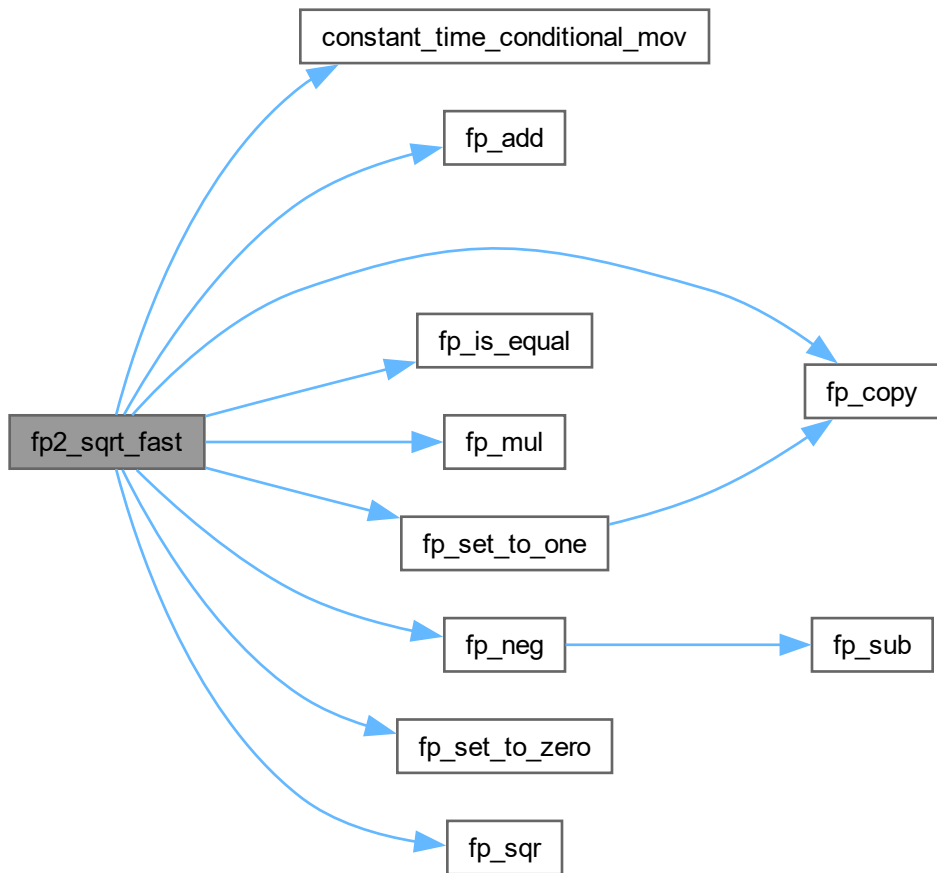 constant_time_conditional_mov
fp_add
fp_is_equal
fp_copy
fp2_sqrt_fast
fp_mul
fp_set_to_one
fp_neg
fp_sub
fp_set_to_zero
fp_sqr